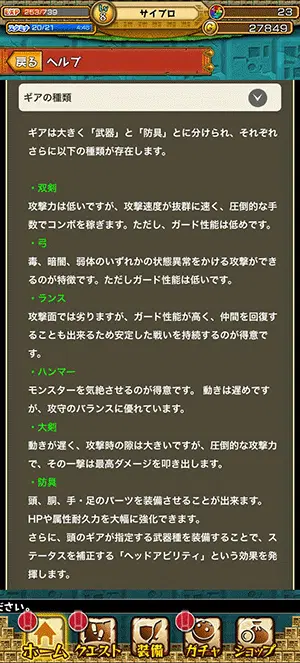 EXP 253/739
8
サイプロ
23
スタミナ 20/21 4:45
27849
戻る ヘルプ
ギアの種類
ギアは大きく「武器」と「防具」とに分けられ、それぞれ
さらに以下の種類が存在します。
・双剣
攻撃力は低いですが、攻撃速度が抜群に速く、圧倒的な手
数でコンボを稼ぎます。ただし、ガード性能は低めです。
・弓
毒、暗闇、弱体のいずれかの状態異常をかける攻撃ができ
るのが特徴です。ただしガード性能は低いです。
・ランス
攻撃面では劣りますが、ガード性能が高く、仲間を回復す
ることも出来るため安定した戦いを持続するのが得意で
す。
・ハンマー
モンスターを気絶させるのが得意です。 動きは遅めです
が、攻守のバランスに優れています。
・大剣
動きが遅く、攻撃時の隙は大きいですが、圧倒的な攻撃力
で、その一撃は最高ダメージを叩き出します。
・防具
頭、胴、手・足のパーツを装備させることが出来ます。
HPや属性耐久力を大幅に強化できます。
さらに、頭のギアが指定する武器種を装備することで、ス
テータスを補正する「ヘッドアビリティ」という効果を発
揮します。
ださい。
ホーム クエスト 装備 ガチャ ショップ